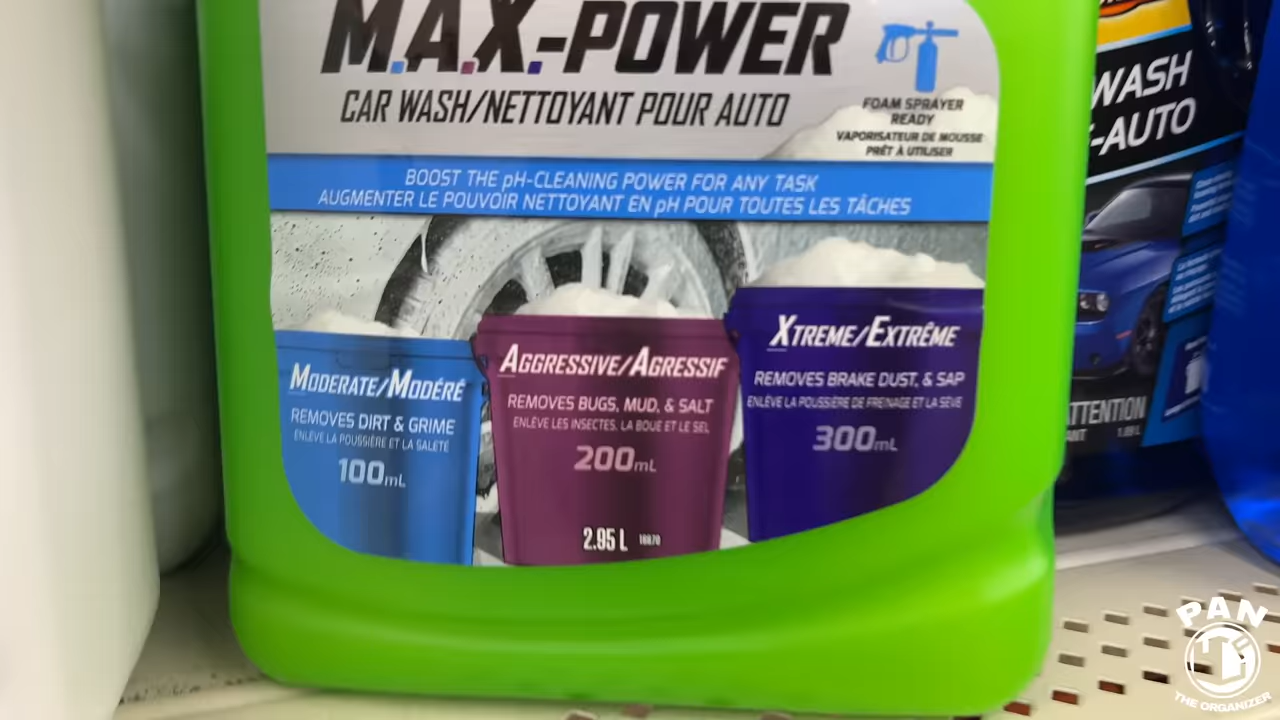 M.A.X.-POWER
CAR WASH/NETTOYANT POUR AUTO
FOAM SPRAYER
READY
VAPORISATEUR DE MOUSSE
PRÊT À UTILISER
BOOST THE pH-CLEANING POWER FOR ANY TASK
AUGMENTER LE POUVOIR NETTOYANT EN pH POUR TOUTES LES TÂCHES
MODERATE/MODÉRÉ
REMOVES DIRT & GRIME
ENLÈVE LA POUSSIÈRE ET LA SALETÉ
100mL
AGGRESSIVE/AGRESSIF
REMOVES BUGS, MUD, & SALT
ENLÈVE LES INSECTES, LA BOUE ET LE SEL
200mL
2.95 L 18870
XTREME/EXTRÊME
REMOVES BRAKE DUST, & SAP
ENLÈVE LA POUSSIÈRE DE FREINAGE ET LA SÈVE
300mL
WASH
-AUTO
ATTENTION
1.89 L
PAN
THE ORGANIZER